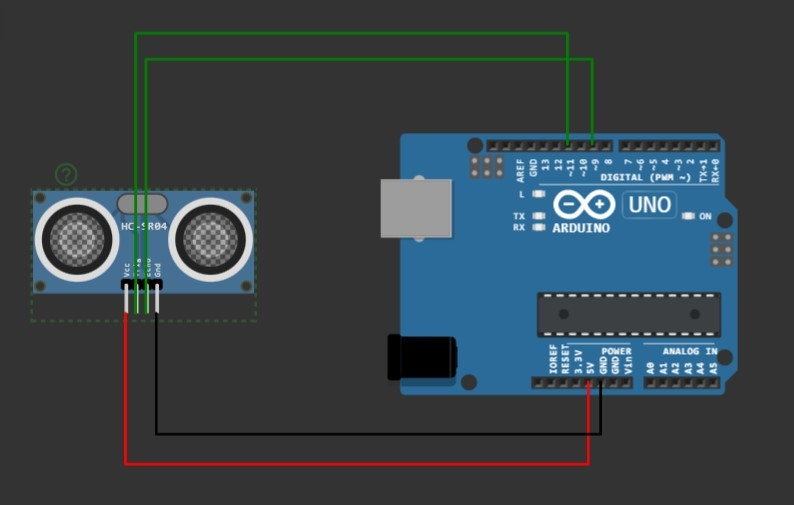 ?
HC-SR04
Vcc
Gnd
AREF
GND
13
12
~11
~10
~9
8
7
~6
~5
4
~3
2
TX→1
RX←0
DIGITAL (PWM ~)
L
TX
RX
ARDUINO
UNO
ON
IOREF
RESET
3.3V
5V
GND
GND
Vin
POWER
ANALOG IN
A0
A1
A2
A3
A4
A5